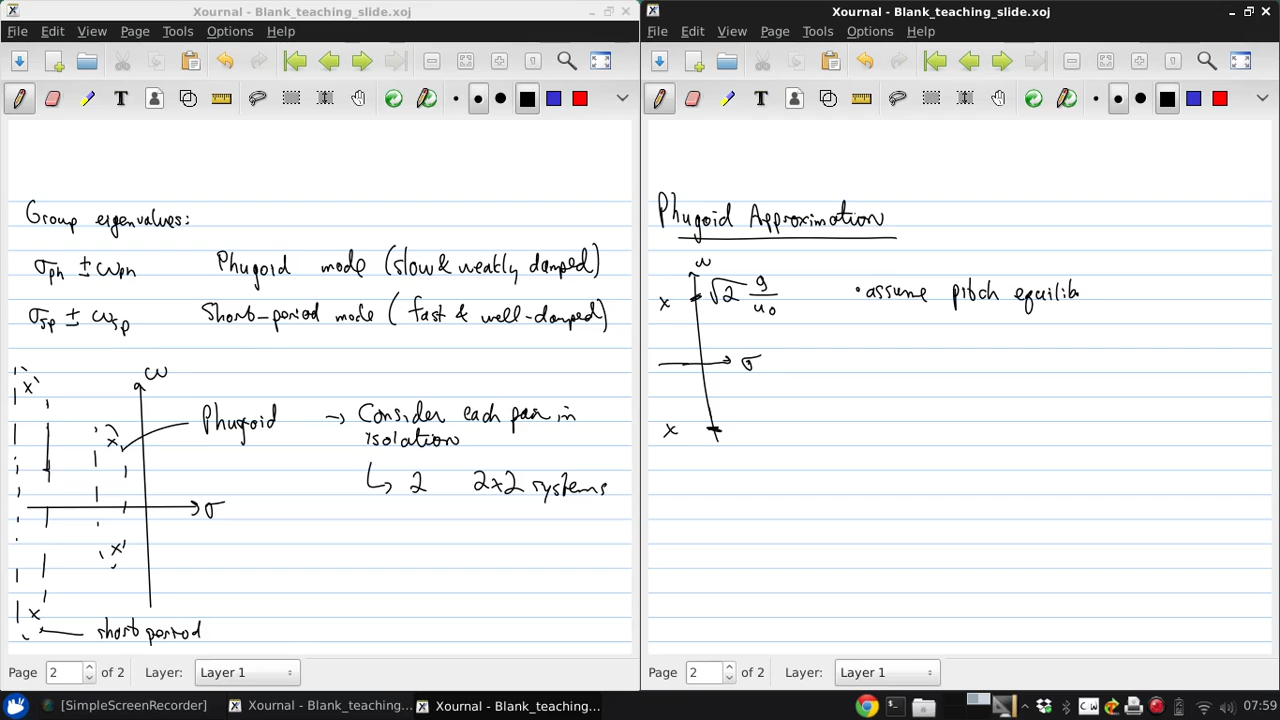 Xournal - Blank_teaching_slide.xoj
File Edit View Page Tools Options Help
Group eigenvalues:
σph ± ωph Phugoid mode (slow & weakly damped)
σsp ± ωsp Short-period mode (fast & well-damped)
ω
x
Phugoid → Consider each pair in
isolation
x
↳ 2 2x2 systems
σ
x
x
short period
Page 2 of 2 Layer: Layer 1
Xournal - Blank_teaching_slide.xoj
File Edit View Page Tools Options Help
Phugoid Approximation
ω
x √2 g/u0 • assume pitch equilib
σ
x
Page 2 of 2 Layer: Layer 1
[SimpleScreenRecorder] Xournal - Blank_teaching... Xournal - Blank_teaching... CW 07:59